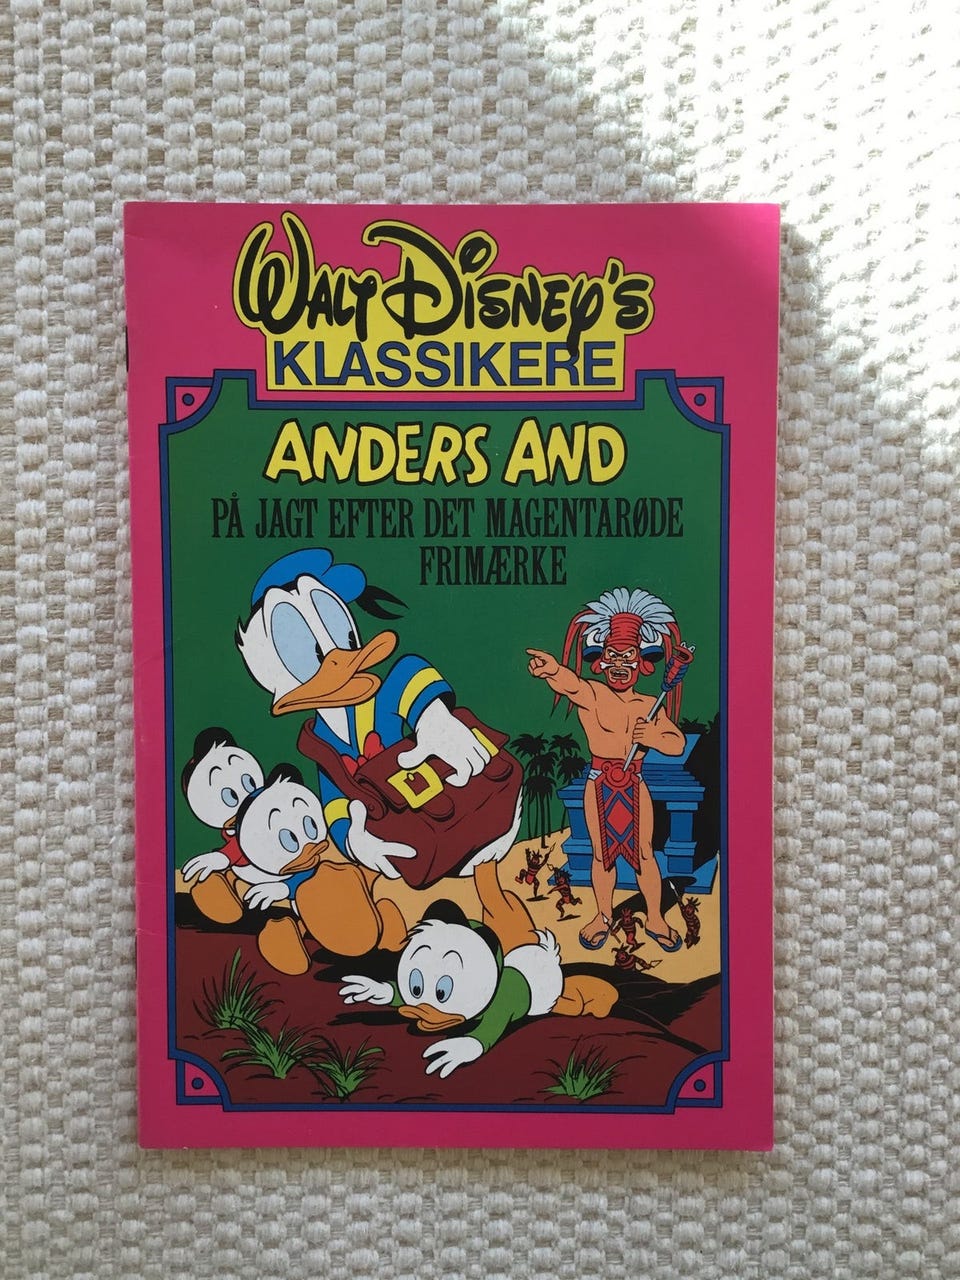 WALT DISNEY'S
KLASSIKERE
ANDERS AND
PÅ JAGT EFTER DET MAGENTARØDE
FRIMÆRKE